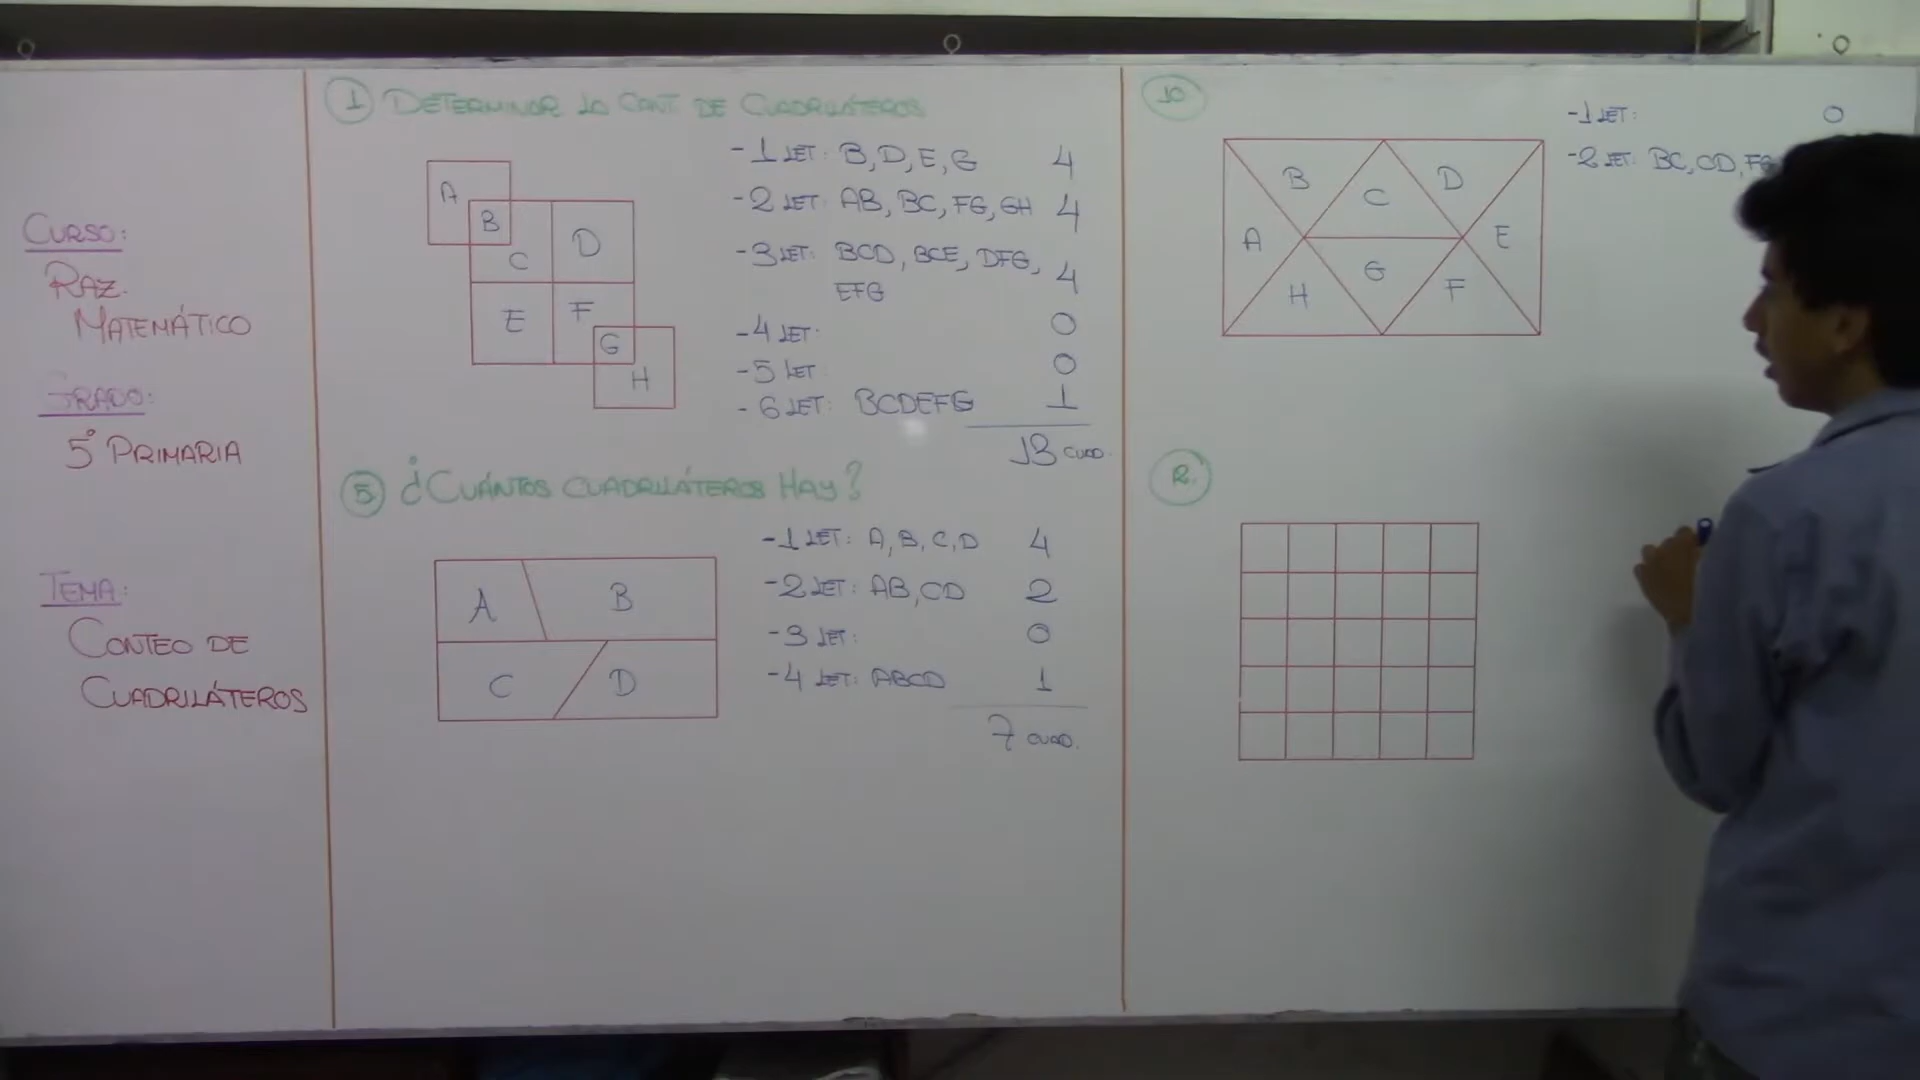 CURSO:
RAZ.
MATEMÁTICO
GRADO:
5° PRIMARIA
TEMA:
CONTEO DE
CUADRILÁTEROS
1 DETERMINAR LA CANT. DE CUADRILÁTEROS
A
B
C
D
E
F
G
H
-1 LET: B, D, E, G 4
-2 LET: AB, BC, FG, GH 4
-3 LET: BCD, BCE, DFG,
EFG 4
-4 LET: 0
-5 LET: 0
-6 LET: BCDEFG 1
13 CUAD.
5 ¿CUÁNTOS CUADRILÁTEROS HAY?
A B
C D
-1 LET: A, B, C, D 4
-2 LET: AB, CD 2
-3 LET: 0
-4 LET: ABCD 1
7 CUAD.
10
B
C
D
A
E
H
G
F
-1 LET: 0
-2 LET: BC, CD, FG